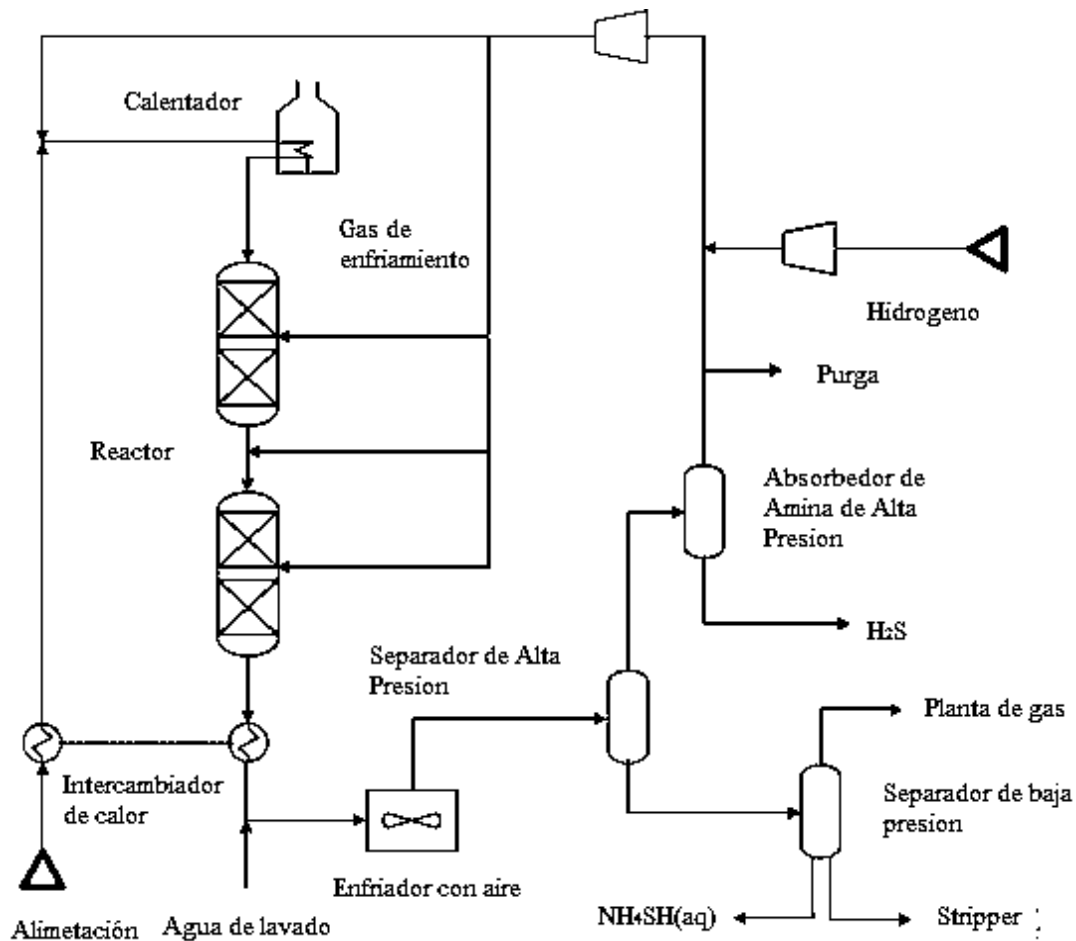 Calentador
Gas de
enfriamiento
Hidrogeno
Purga
Reactor
Absorbedor de
Amina de Alta
Presion
H₂S
Separador de Alta
Presion
Planta de gas
Intercambiador
de calor
Separador de baja
presion
Enfriador con aire
NH₄SH(aq)
Stripper
Alimetación
Agua de lavado